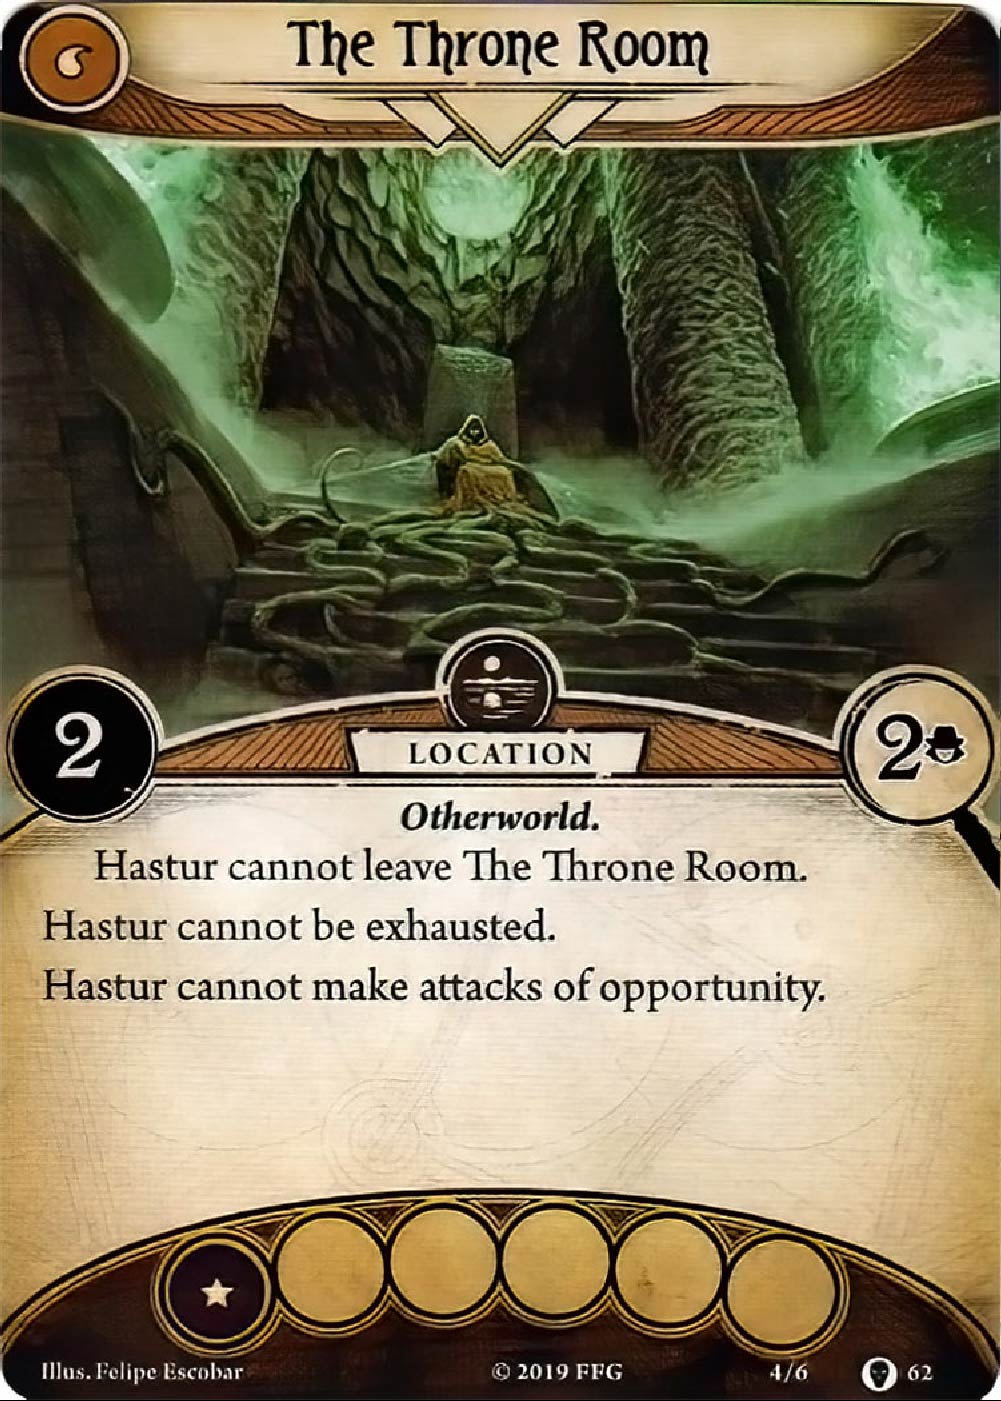 The Throne Room
2
LOCATION
2
Otherworld.
Hastur cannot leave The Throne Room.
Hastur cannot be exhausted.
Hastur cannot make attacks of opportunity.
Illus. Felipe Escobar © 2019 FFG 4/6 62